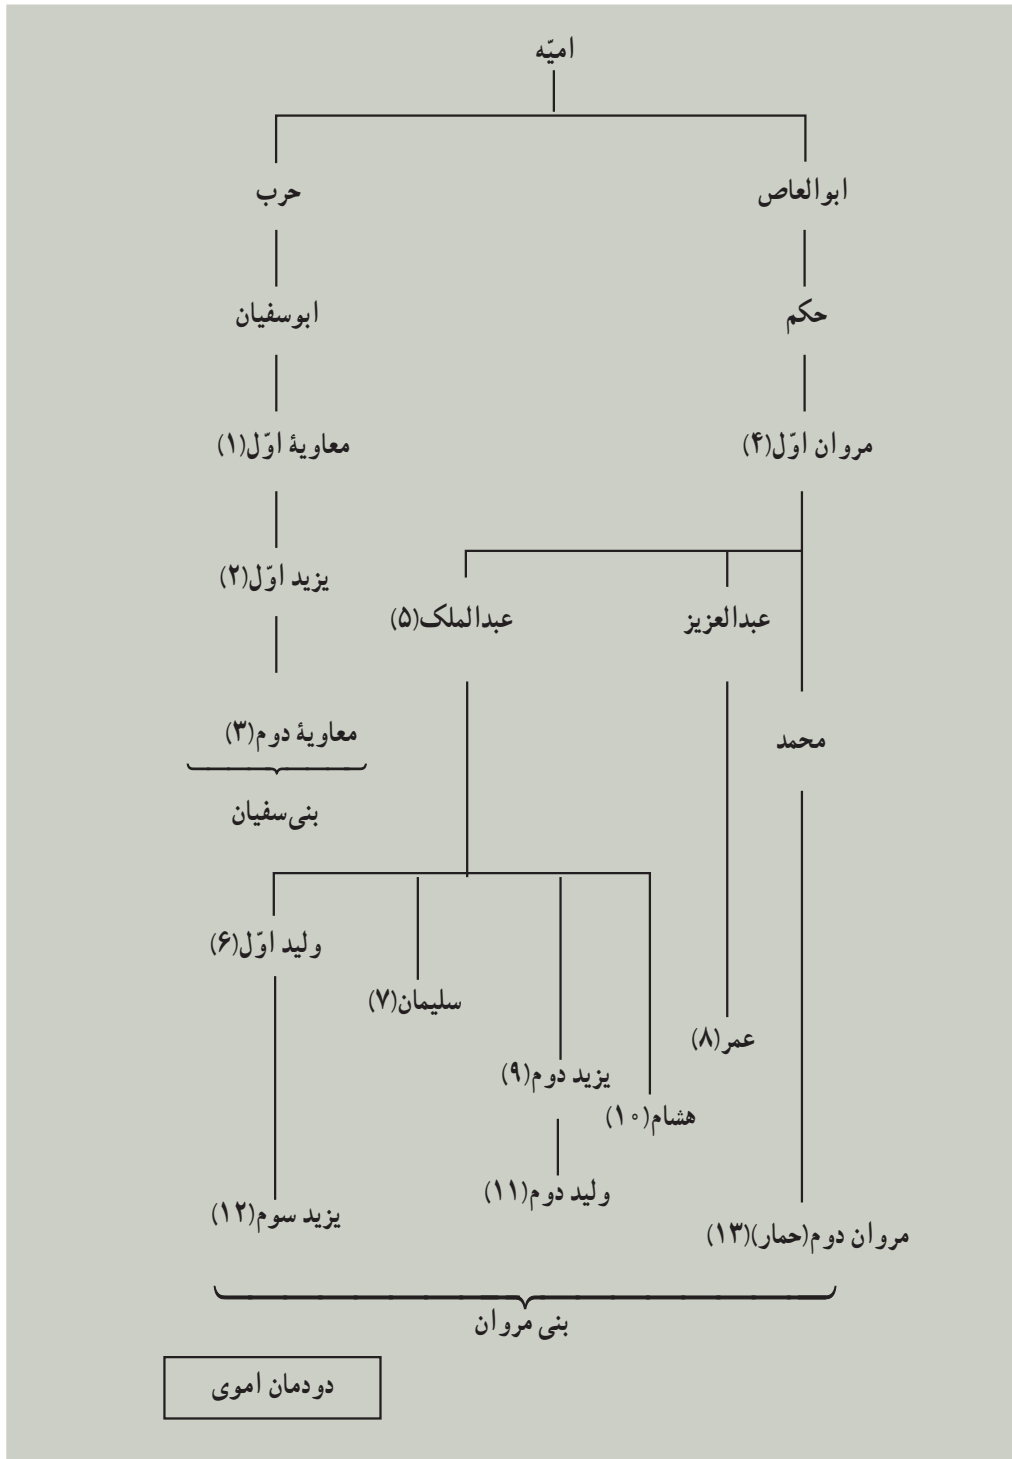 امیّه
ابوالعاص
حرب
حکم
ابوسفیان
مروان اوّل(۴)
معاویهٔ اوّل(۱)
یزید اوّل(۲)
عبدالعزیز
عبدالملک(۵)
محمد
معاویهٔ دوم(۳)
بنی‌سفیان
ولید اوّل(۶)
سلیمان(۷)
عمر(۸)
یزید دوم(۹)
هشام(۱۰)
ولید دوم(۱۱)
یزید سوم(۱۲)
مروان دوم(حمار)(۱۳)
بنی مروان
دودمان اموی